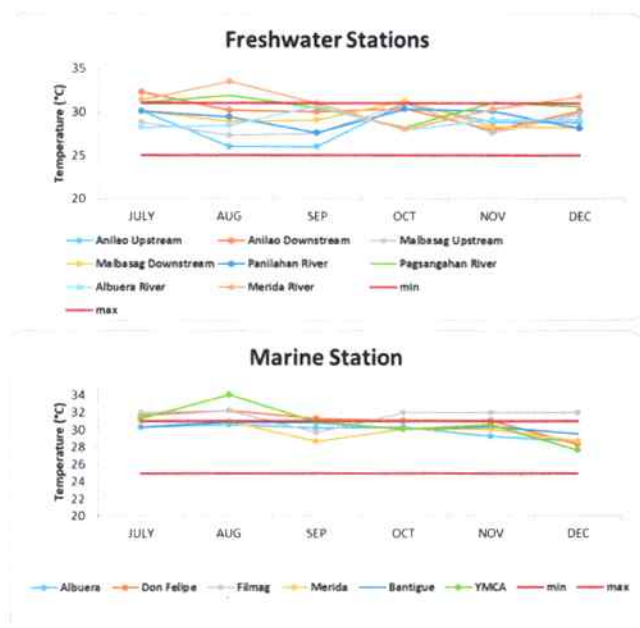 Freshwater Stations
Temperature (°C)
35
30
25
20
JULY AUG SEP OCT NOV DEC
Anilao Upstream Anilao Downstream Malbasag Upstream
Malbasag Downstream Panilahan River Pagsangahan River
Albuera River Merida River min
max
Marine Station
Temperature (°C)
34
32
30
28
26
24
22
20
JULY AUG SEP OCT NOV DEC
Albuera Don Felipe Filmag Merida Bantigue YMCA min max